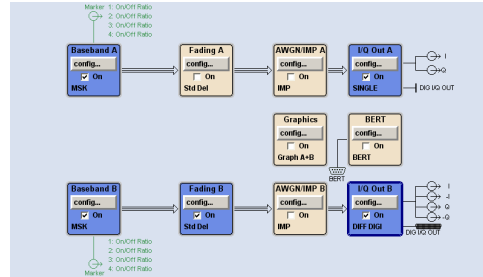 Marker 1: On/Off Ratio
2: On/Off Ratio
3: On/Off Ratio
4: On/Off Ratio
Baseband A
config...
On
MSK
Fading A
config...
On
Std Del
AWGN/IMP A
config...
On
IMP
I/Q Out A
config...
On
SINGLE
I
Q
DIG I/Q OUT
Graphics
config...
On
Graph A+B
BERT
config...
On
BERT
BERT
Baseband B
config...
On
MSK
Fading B
config...
On
Std Del
AWGN/IMP B
config...
On
IMP
I/Q Out B
config...
On
DIFF DIGI
I
-I
Q
-Q
DIG I/Q OUT
1: On/Off Ratio
2: On/Off Ratio
3: On/Off Ratio
Marker 4: On/Off Ratio